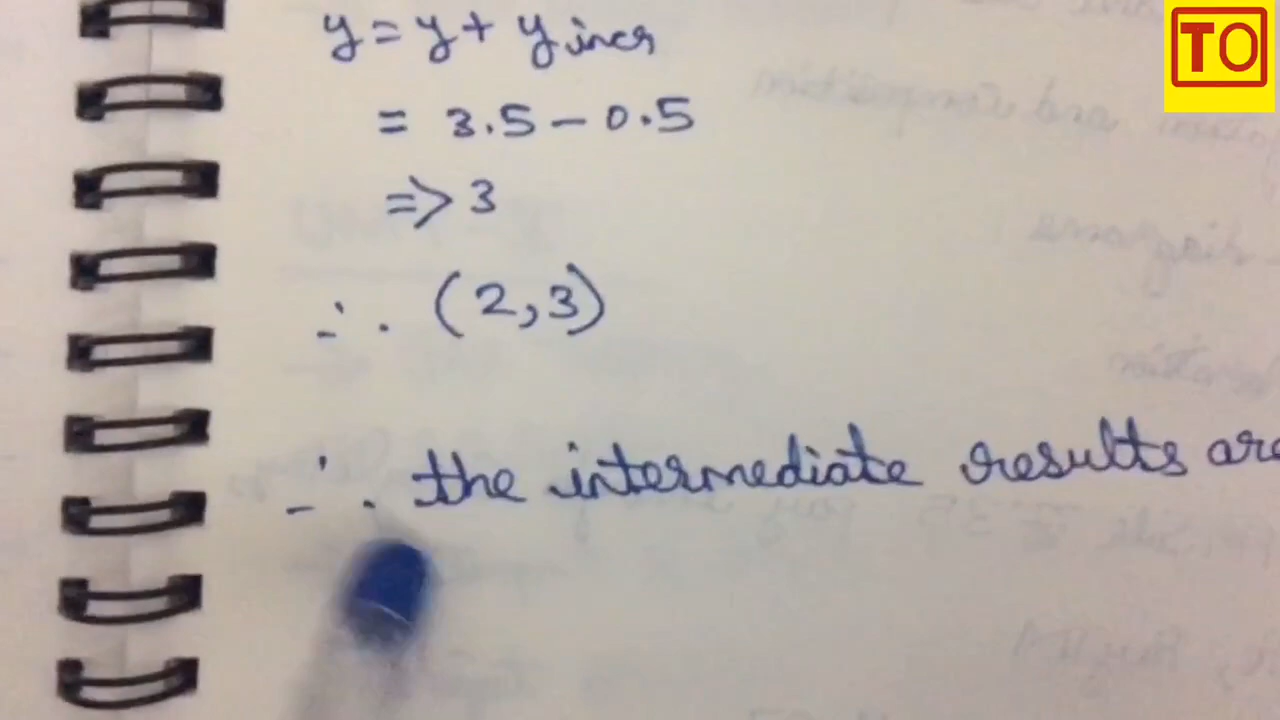 TO
y = y + y incr
= 3.5 - 0.5
=> 3
∴ (2,3)
∴ the intermediate results are